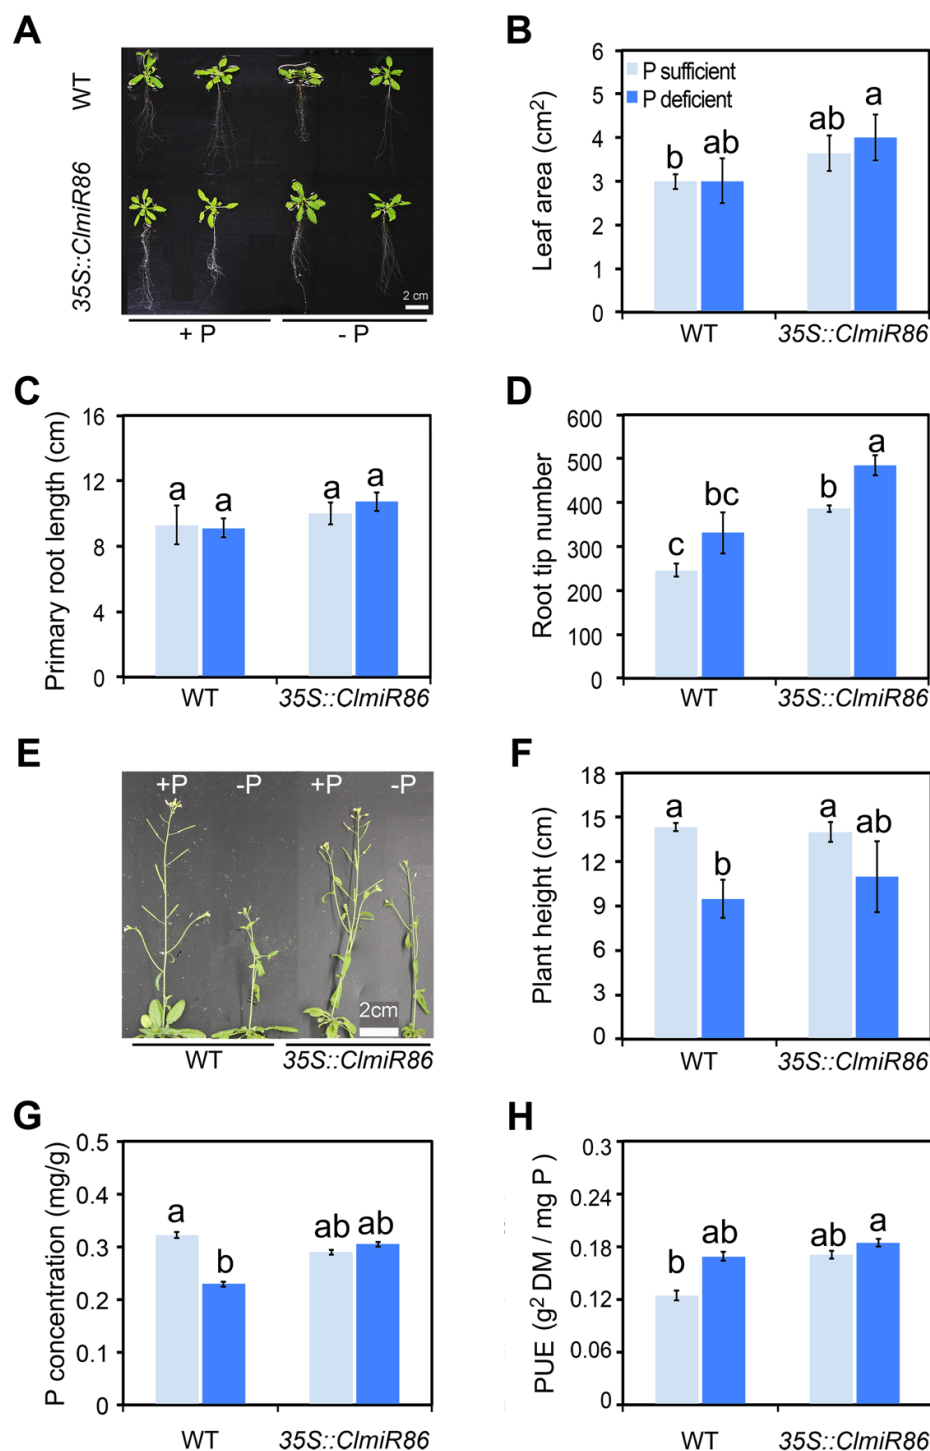 A
WT
35S::ClmiR86
2 cm
+ P
- P
B
Leaf area (cm²)
6
5
4
3
2
1
0
P sufficient
P deficient
b
ab
ab
a
WT
35S::ClmiR86
C
Primary root length (cm)
16
12
8
4
0
a
a
a
a
WT
35S::ClmiR86
D
Root tip number
600
500
400
300
200
100
0
c
bc
b
a
WT
35S::ClmiR86
E
+P
-P
+P
-P
2cm
WT
35S::ClmiR86
F
Plant height (cm)
18
14
12
9
6
3
0
a
b
a
ab
WT
35S::ClmiR86
G
P concentration (mg/g)
0.5
0.4
0.3
0.2
0.1
0
a
b
ab
ab
WT
35S::ClmiR86
H
PUE (g² DM / mg P )
0.3
0.24
0.18
0.12
0.06
0
b
ab
ab
a
WT
35S::ClmiR86